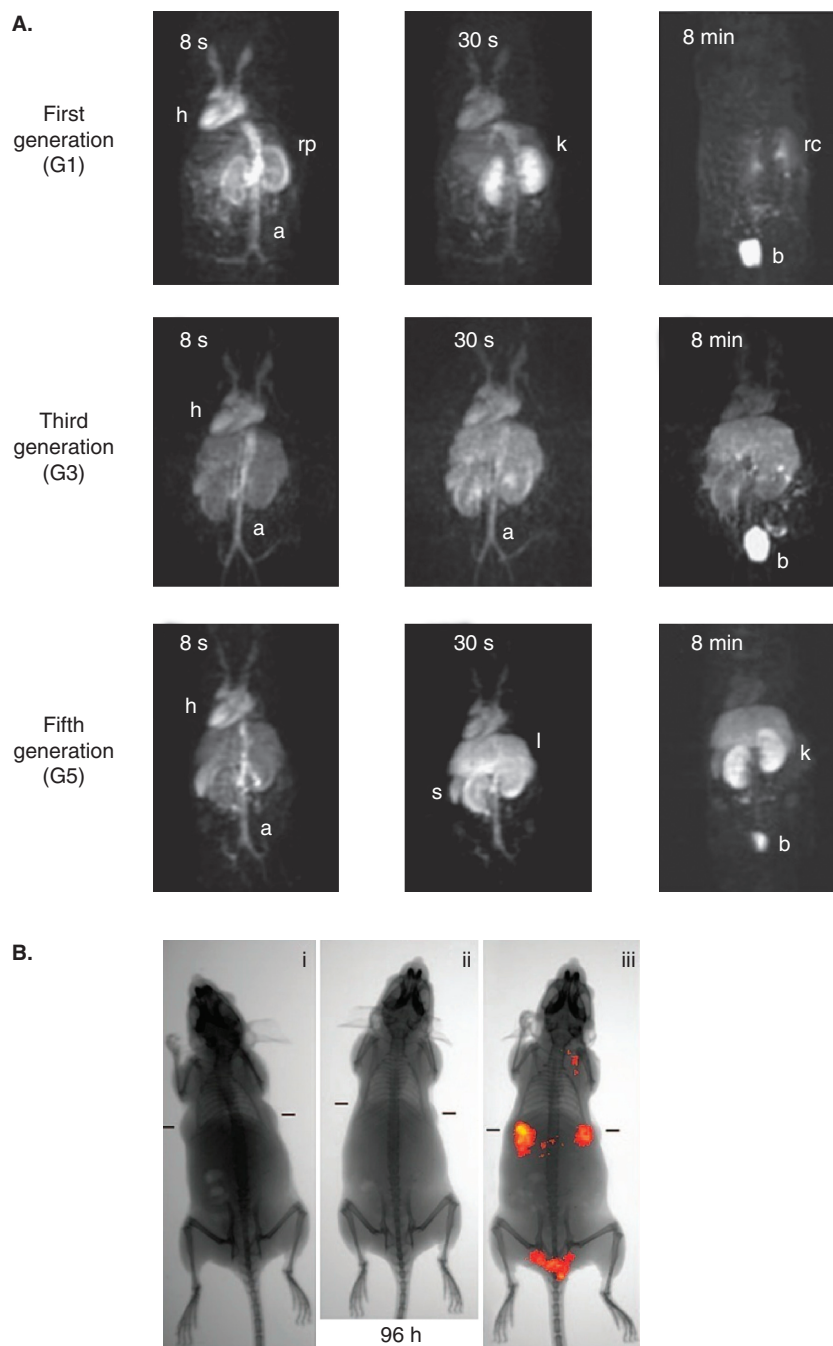 A.
8 s
30 s
8 min
First
generation
(G1)
h
rp
a
k
rc
b
8 s
30 s
8 min
Third
generation
(G3)
h
a
a
b
8 s
30 s
8 min
Fifth
generation
(G5)
h
a
l
s
k
b
B.
i
ii
iii
96 h